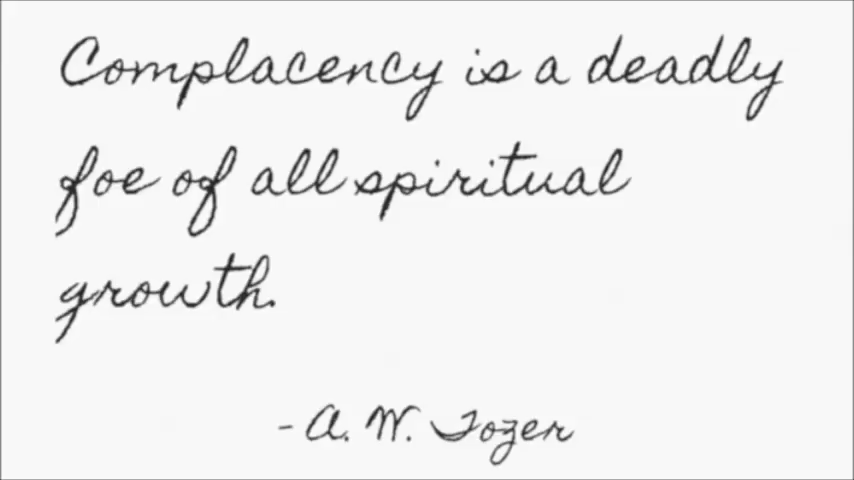 Complacency is a deadly
foe of all spiritual
growth.
- A. W. Tozer